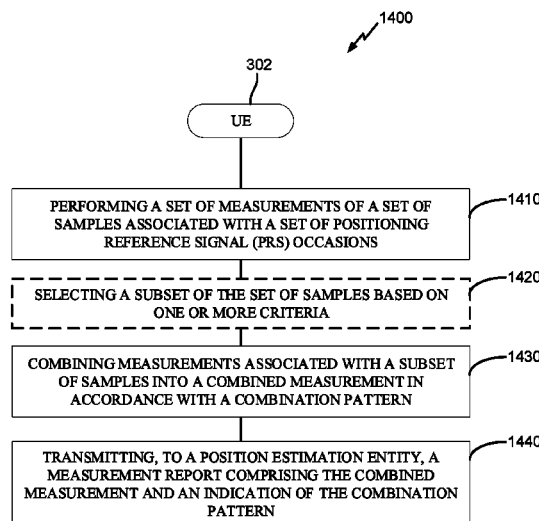 1400
302
UE
PERFORMING A SET OF MEASUREMENTS OF A SET OF
SAMPLES ASSOCIATED WITH A SET OF POSITIONING
REFERENCE SIGNAL (PRS) OCCASIONS
1410
SELECTING A SUBSET OF THE SET OF SAMPLES BASED ON
ONE OR MORE CRITERIA
1420
COMBINING MEASUREMENTS ASSOCIATED WITH A SUBSET
OF SAMPLES INTO A COMBINED MEASUREMENT IN
ACCORDANCE WITH A COMBINATION PATTERN
1430
TRANSMITTING, TO A POSITION ESTIMATION ENTITY, A
MEASUREMENT REPORT COMPRISING THE COMBINED
MEASUREMENT AND AN INDICATION OF THE COMBINATION
PATTERN
1440